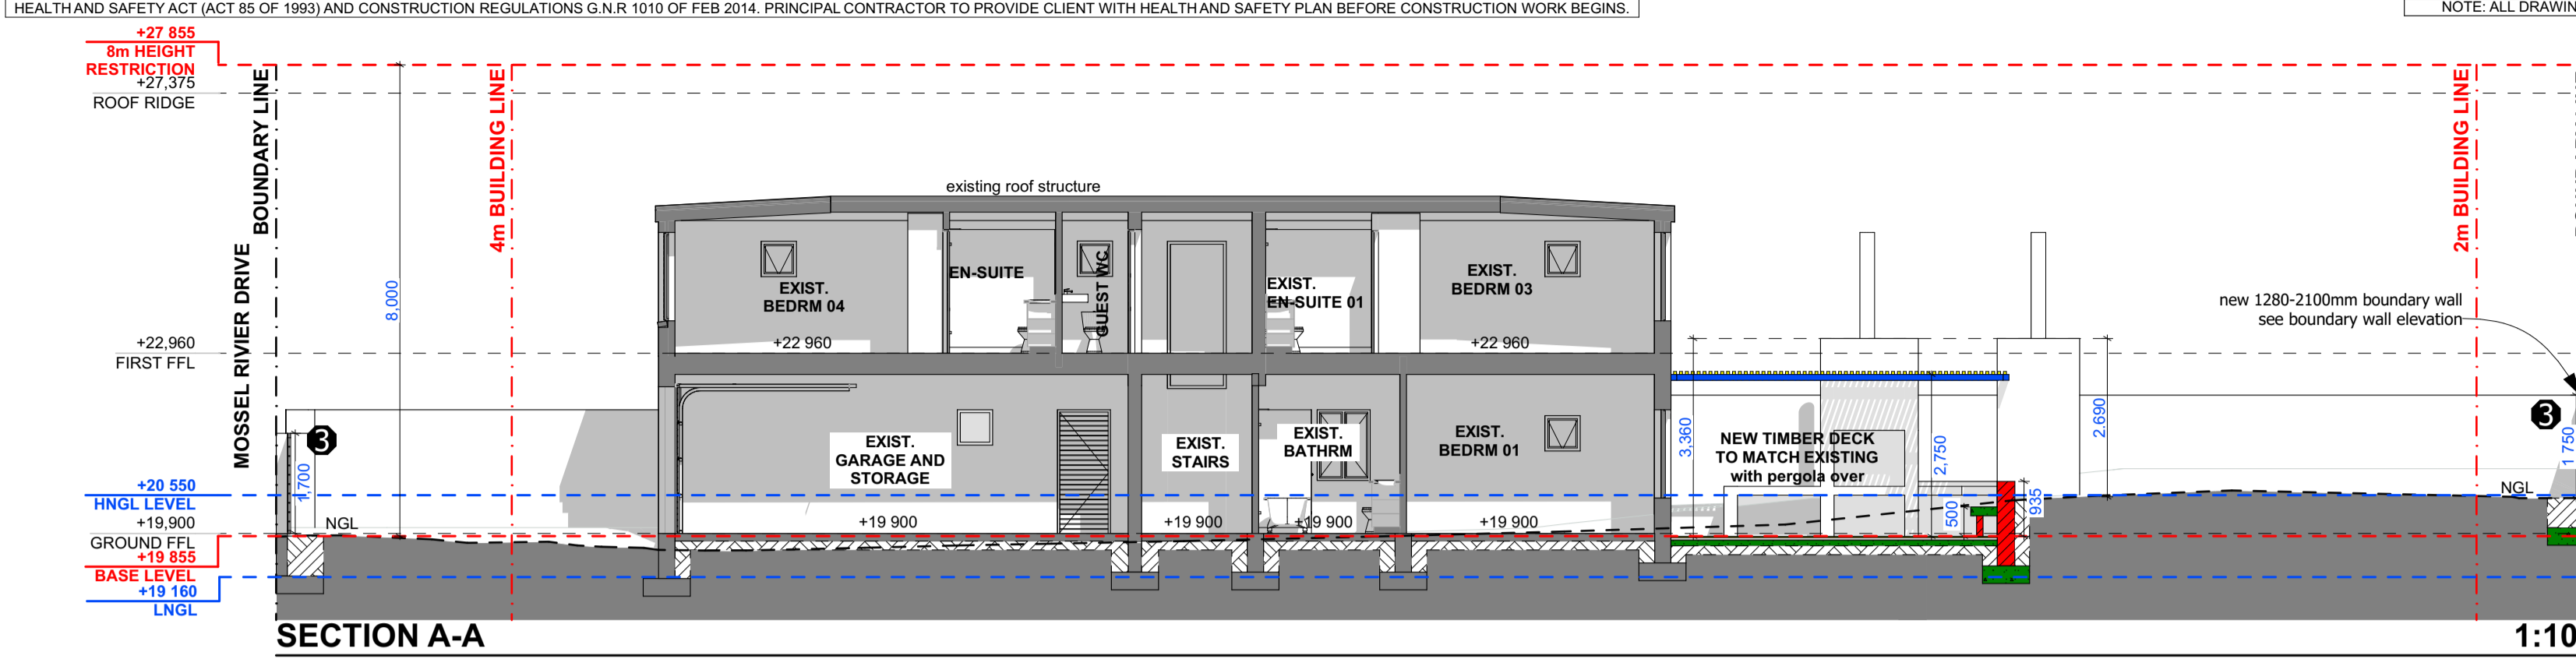 HEALTH AND SAFETY ACT (ACT 85 OF 1993) AND CONSTRUCTION REGULATIONS G.N.R 1010 OF FEB 2014. PRINCIPAL CONTRACTOR TO PROVIDE CLIENT WITH HEALTH AND SAFETY PLAN BEFORE CONSTRUCTION WORK BEGINS.
NOTE: ALL DRAWIN
+27 855
8m HEIGHT
RESTRICTION
+27,375
ROOF RIDGE
+22,960
FIRST FFL
+20 550
HNGL LEVEL
+19,900
GROUND FFL
+19 855
BASE LEVEL
+19 160
LNGL
MOSSEL RIVIER DRIVE
BOUNDARY LINE
8,000
4m BUILDING LINE
3
1,700
NGL
existing roof structure
EXIST.
BEDRM 04
+22 960
EN-SUITE
GUEST WC
EXIST.
EN-SUITE 01
EXIST.
BEDRM 03
+22 960
EXIST.
GARAGE AND
STORAGE
+19 900
EXIST.
STAIRS
+19 900
EXIST.
BATHRM
+19 900
EXIST.
BEDRM 01
+19 900
3,360
NEW TIMBER DECK
TO MATCH EXISTING
with pergola over
2,750
500
935
2.690
new 1280-2100mm boundary wall
see boundary wall elevation
2m BUILDING LINE
3
1 750
NGL
SECTION A-A
1:10